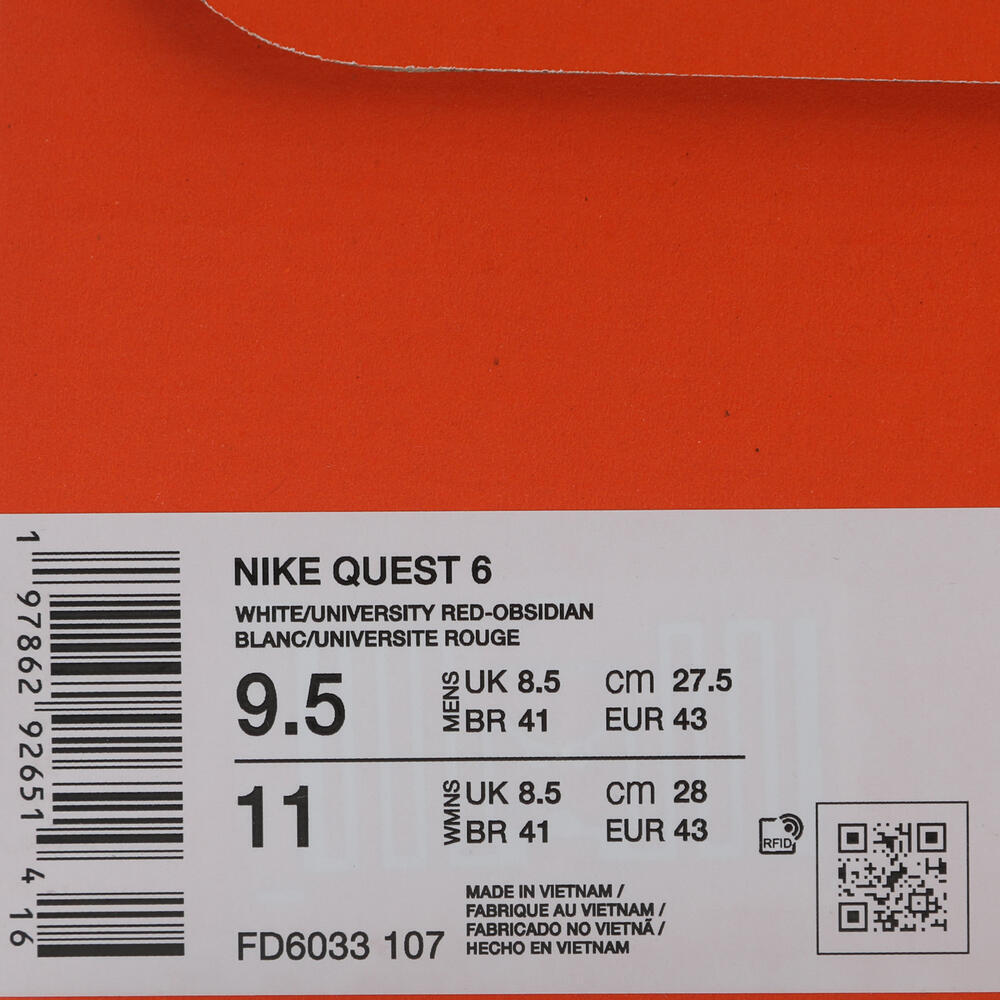 NIKE QUEST 6
WHITE/UNIVERSITY RED-OBSIDIAN
BLANC/UNIVERSITE ROUGE
9.5 MENS UK 8.5 CM 27.5
BR 41 EUR 43
11 WMNS UK 8.5 CM 28
BR 41 EUR 43
RFID
MADE IN VIETNAM /
FABRIQUE AU VIETNAM /
FABRICADO NO VIETNÃ /
HECHO EN VIETNAM
FD6033 107
1 97862 92651 4 16